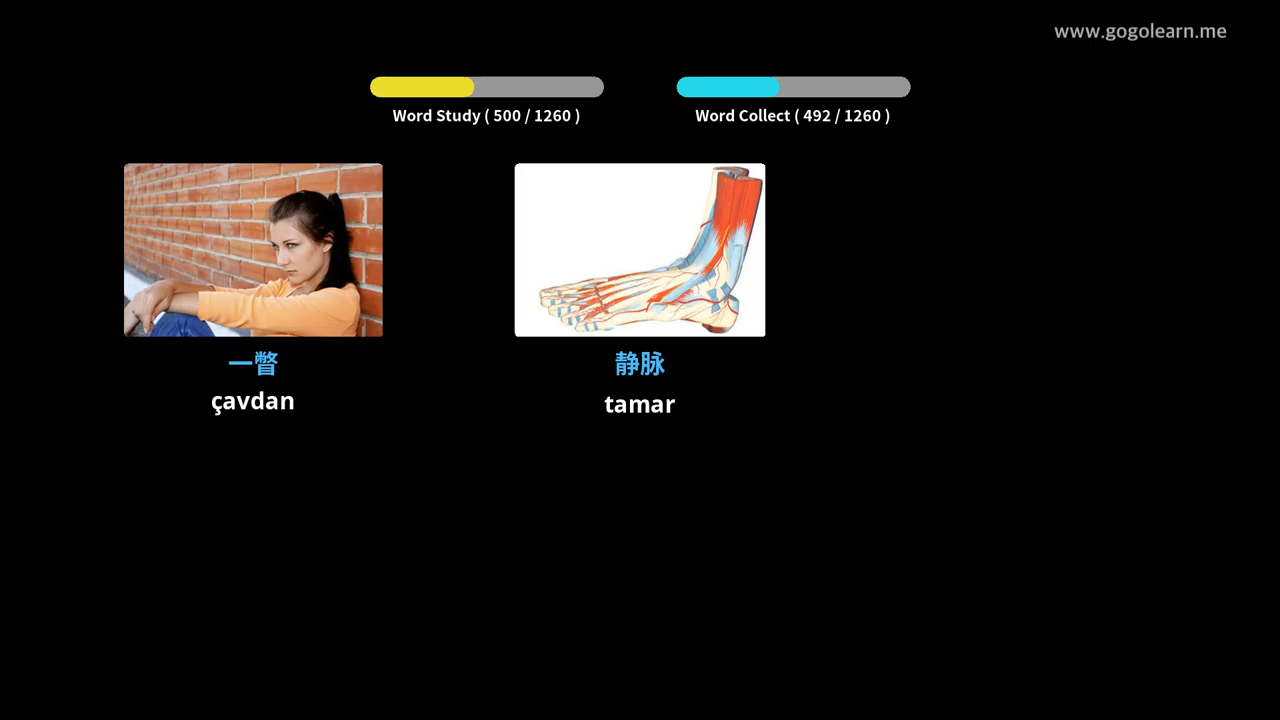 www.gogolearn.me
Word Study ( 500 / 1260 )
Word Collect ( 492 / 1260 )
一瞥
çavdan
静脉
tamar